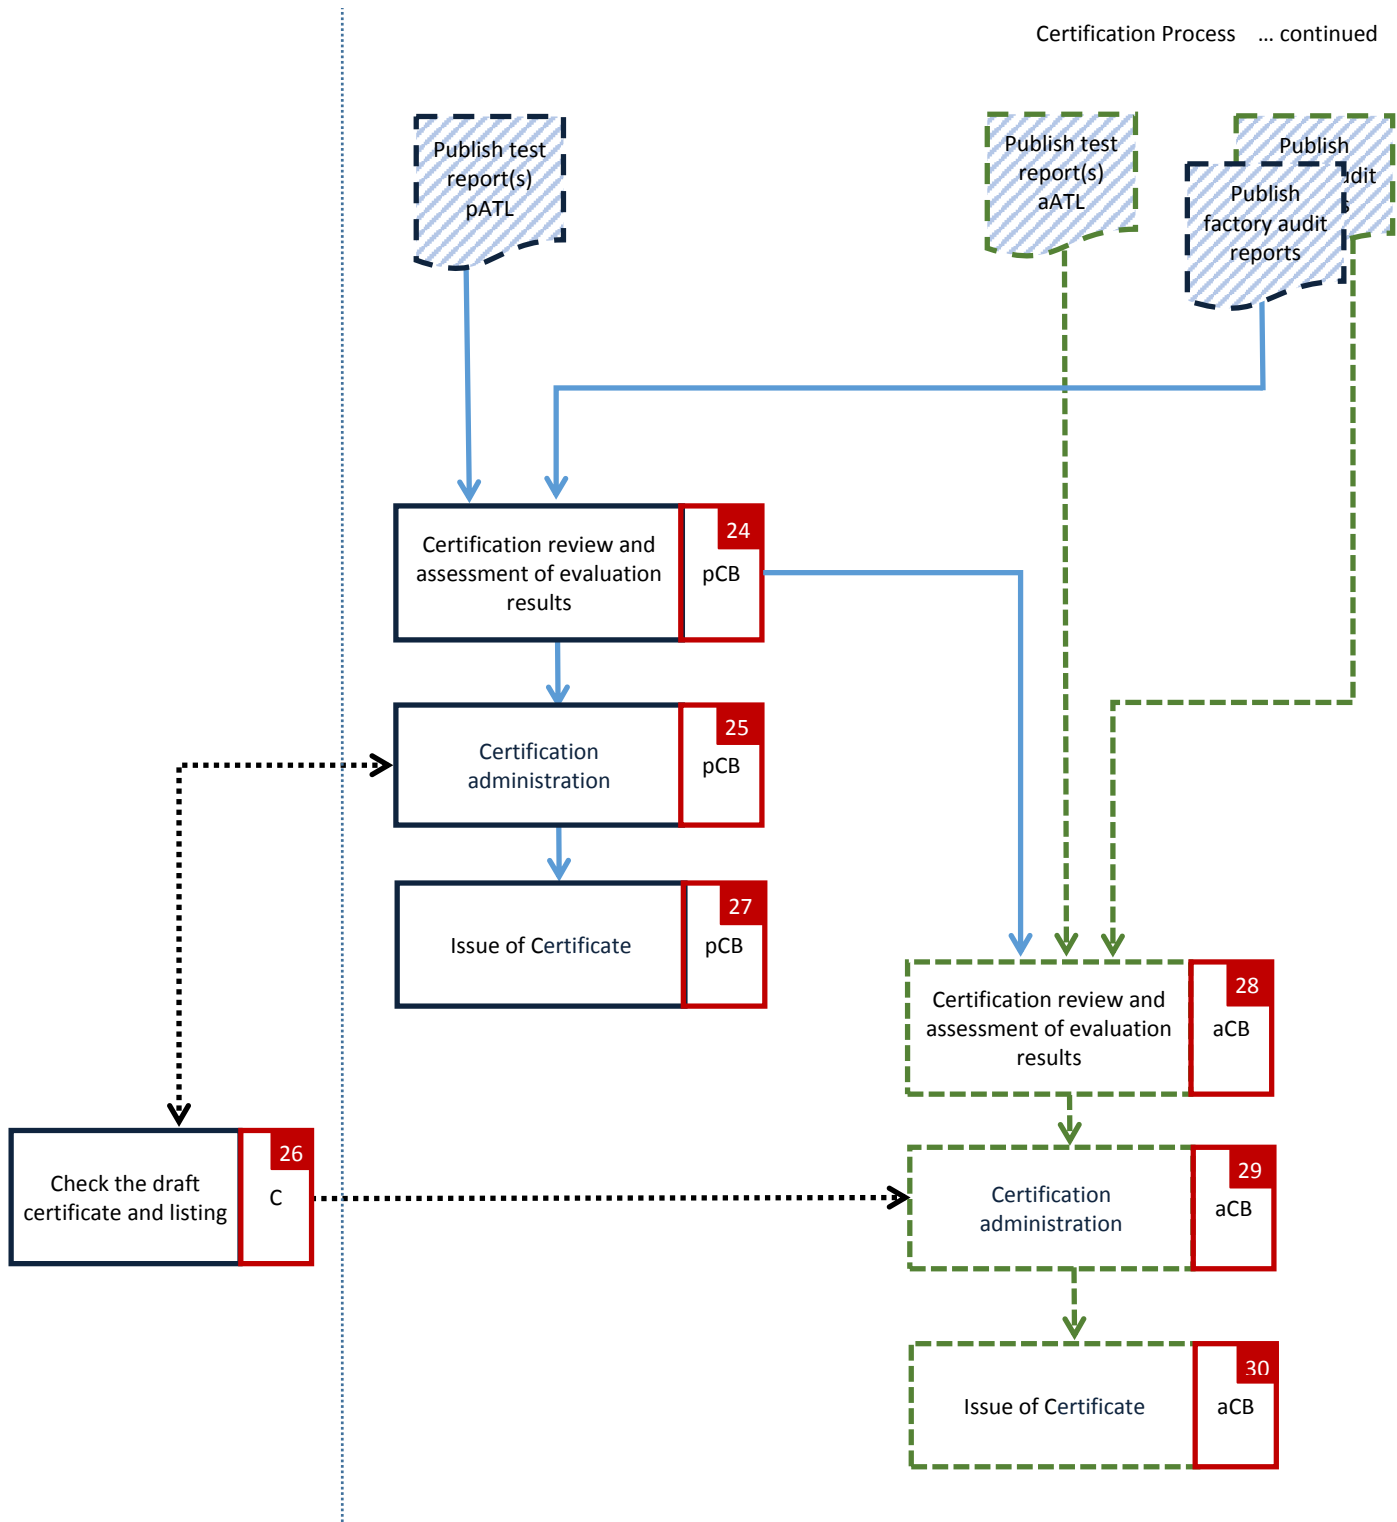 Certification Process ... continued
Publish test
report(s)
pATL
Publish test
report(s)
aATL
Publish
Publish
factory audit
reports
24
Certification review and
assessment of evaluation
results
pCB
25
Certification
administration
pCB
27
Issue of Certificate
pCB
28
Certification review and
assessment of evaluation
results
aCB
26
Check the draft
certificate and listing
C
29
Certification
administration
aCB
30
Issue of Certificate
aCB